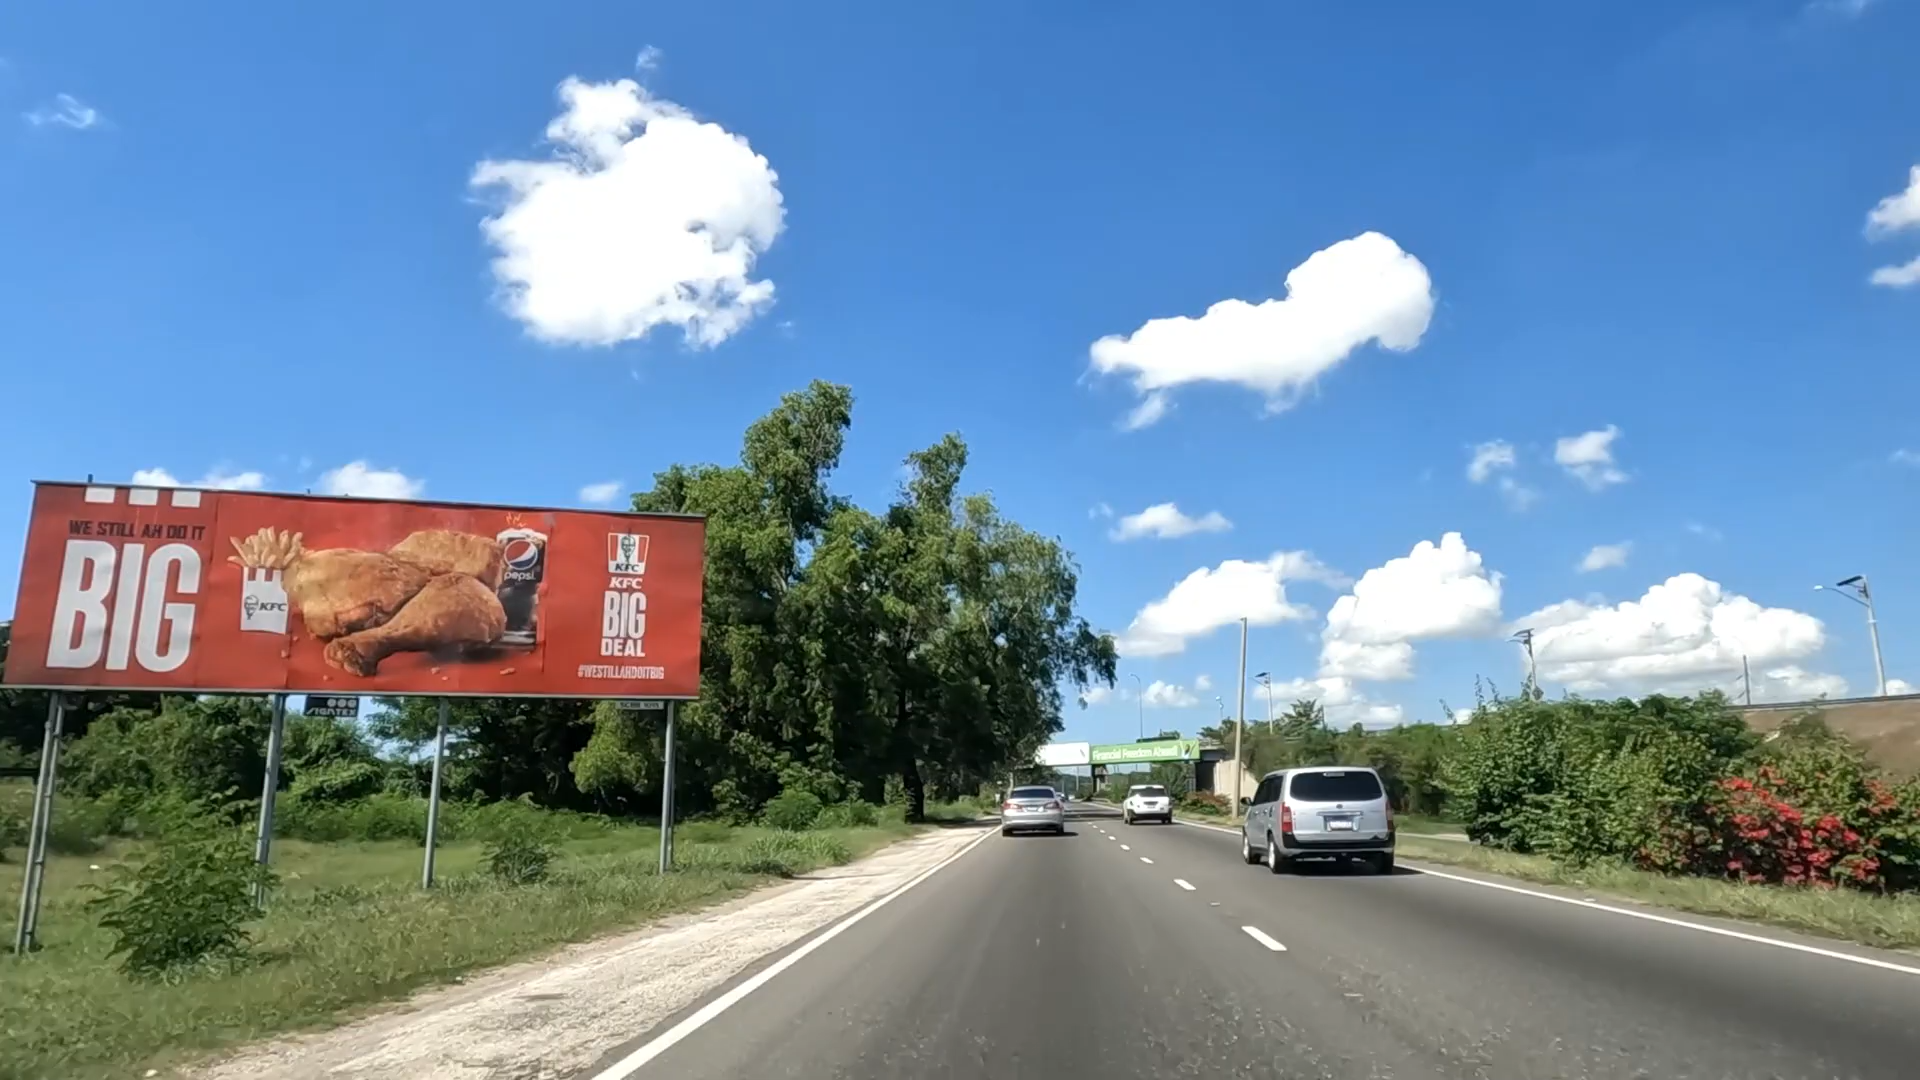 WE STILL AH DO IT
BIG
KFC
pepsi.
KFC
KFC
BIG
DEAL
#WESTILLAHDOITBIG
Financial Freedom Ahead!